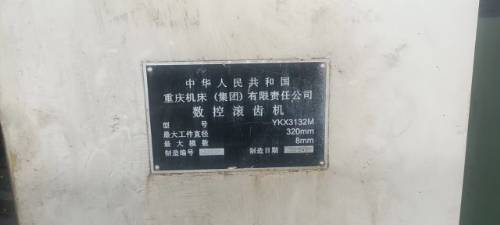 中华人民共和国
重庆机床(集团)有限责任公司
数控滚齿机
型号 YKX3132M
最大工件直径 320mm
最大模数 8mm
制造编号 制造日期